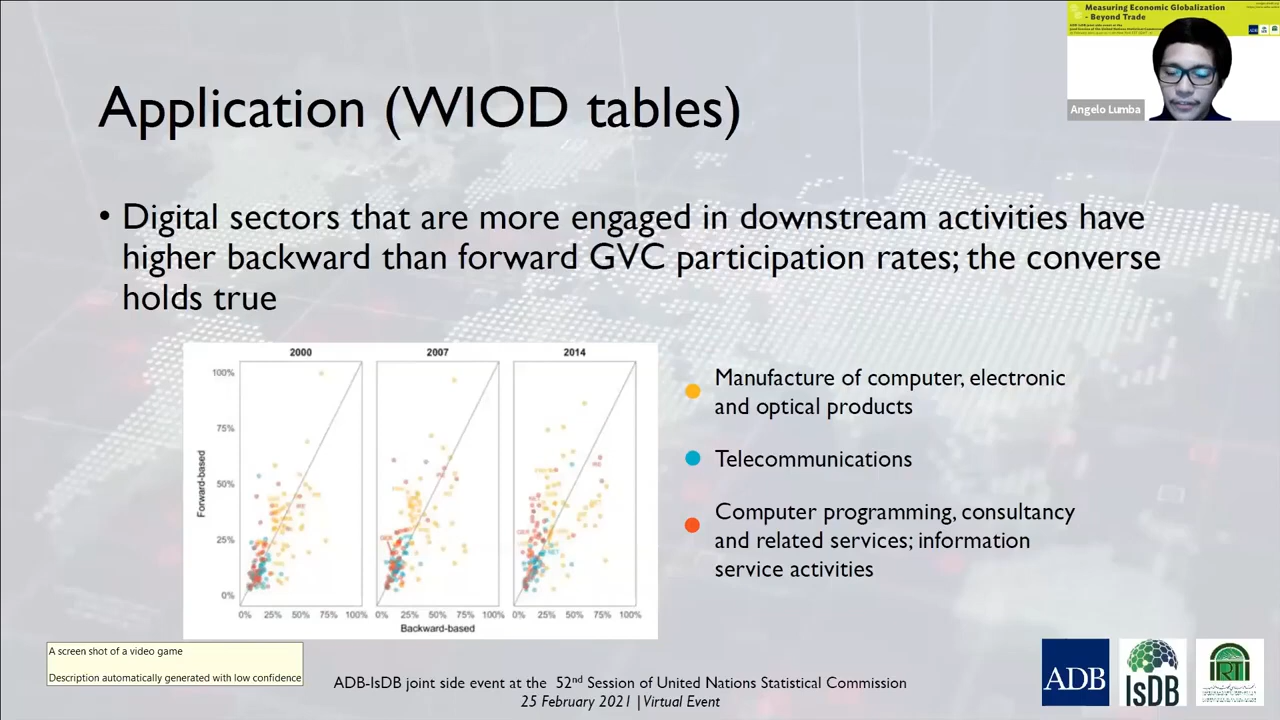 Measuring Economic Globalization
- Beyond Trade
ADB
Angelo Lumba
Application (WIOD tables)
• Digital sectors that are more engaged in downstream activities have
higher backward than forward GVC participation rates; the converse
holds true
2000
2007
2014
100%
75%
50%
25%
0%
Forward-based
0% 25% 50% 75% 100%
0% 25% 50% 75% 100%
0% 25% 50% 75% 100%
Backward-based
Manufacture of computer, electronic
and optical products
Telecommunications
Computer programming, consultancy
and related services; information
service activities
A screen shot of a video game
Description automatically generated with low confidence
ADB-IsDB joint side event at the 52nd Session of United Nations Statistical Commission
ebruary 2021 | Virtual Event
ADB
IsDB
IRTI